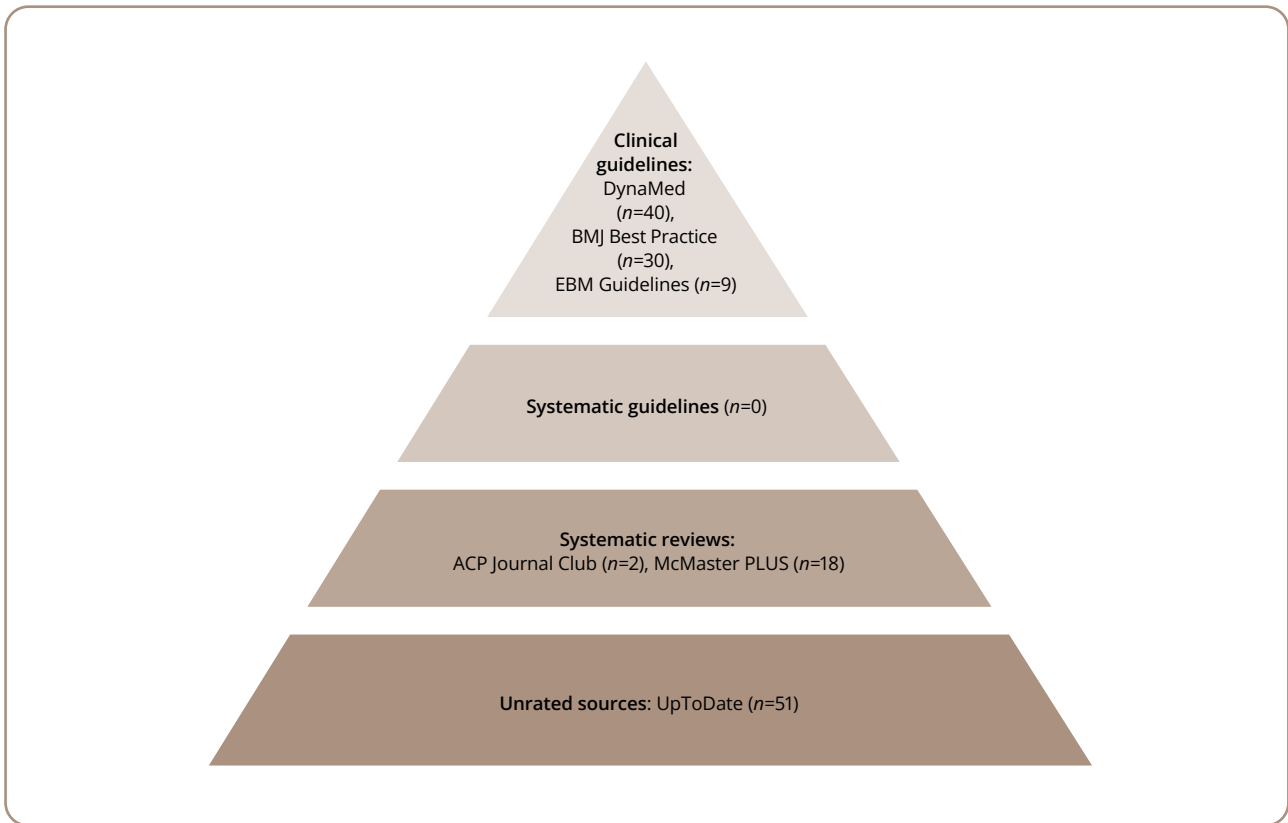 Clinical
guidelines:
DynaMed
(n=40),
BMJ Best Practice
(n=30),
EBM Guidelines (n=9)
Systematic guidelines (n=0)
Systematic reviews:
ACP Journal Club (n=2), McMaster PLUS (n=18)
Unrated sources: UpToDate (n=51)